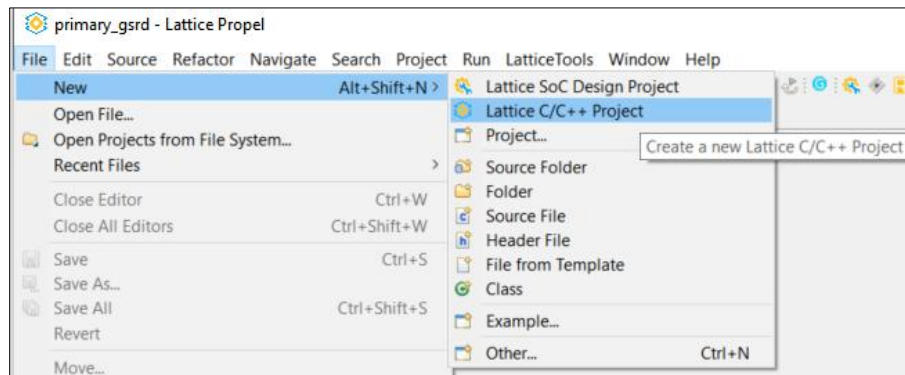 primary_gsrd - Lattice Propel
File Edit Source Refactor Navigate Search Project Run LatticeTools Window Help
New Alt+Shift+N >
Open File...
Open Projects from File System...
Recent Files >
Close Editor Ctrl+W
Close All Editors Ctrl+Shift+W
Save Ctrl+S
Save As...
Save All Ctrl+Shift+S
Revert
Move...
Lattice SoC Design Project
Lattice C/C++ Project
Project...
Create a new Lattice C/C++ Project
Source Folder
Folder
Source File
Header File
File from Template
Class
Example...
Other... Ctrl+N